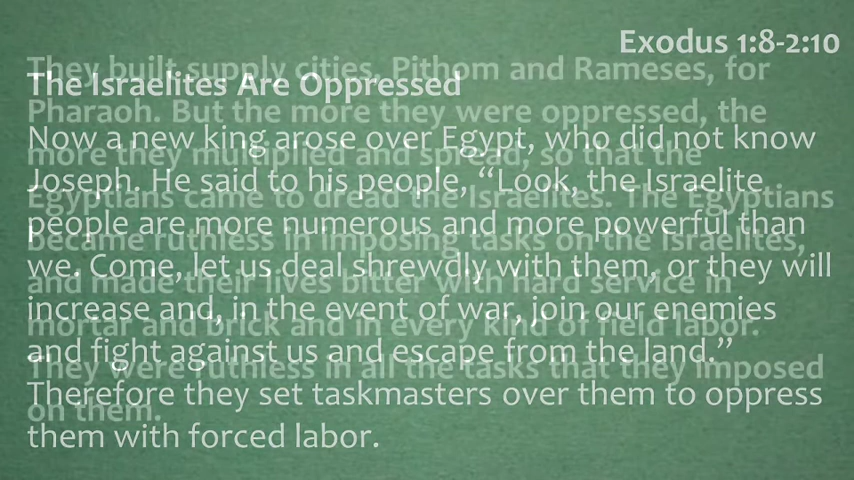 Exodus 1:8-2:10
The Israelites Are Oppressed
Now a new king arose over Egypt, who did not know
Joseph. He said to his people, “Look, the Israelite
people are more numerous and more powerful than
we. Come, let us deal shrewdly with them, or they will
increase and, in the event of war, join our enemies
and fight against us and escape from the land.”
Therefore they set taskmasters over them to oppress
them with forced labor.
They built supply cities, Pithom and Rameses, for
Pharaoh. But the more they were oppressed, the
more they multiplied and spread, so that the
Egyptians came to dread the Israelites. The Egyptians
became ruthless in imposing tasks on the Israelites,
and made their lives bitter with hard service in
mortar and brick and in every kind of field labor.
They were ruthless in all the tasks that they imposed
on them.